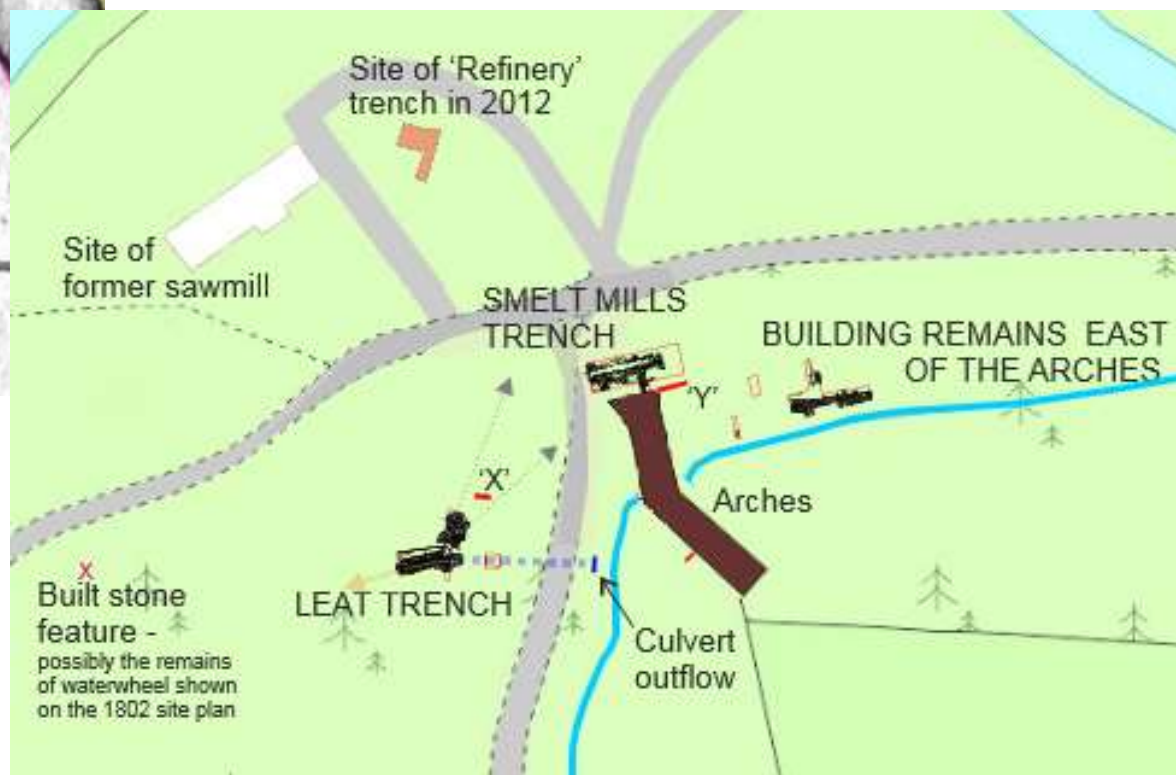 Site of ‘Refinery’
trench in 2012
Site of
former sawmill
SMELT MILLS
TRENCH
BUILDING REMAINS EAST
OF THE ARCHES
‘Y’
‘X’
Arches
X
Built stone
feature -
possibly the remains
of waterwheel shown
on the 1802 site plan
LEAT TRENCH
Culvert
outflow